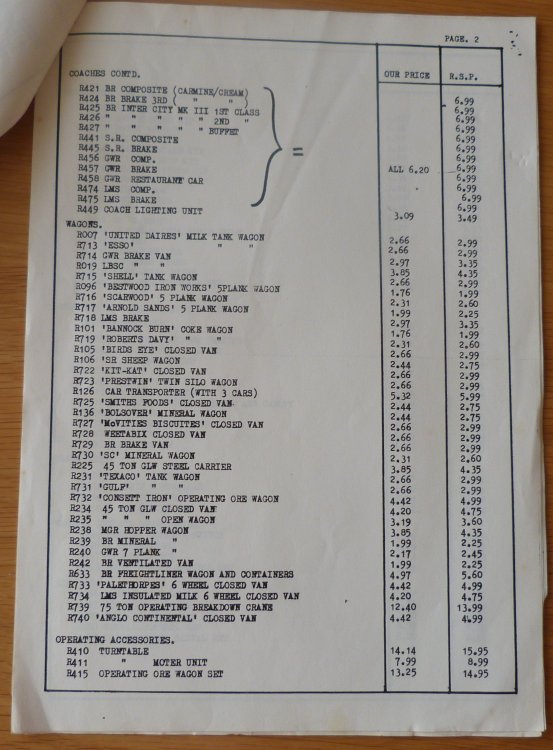 PAGE. 2
COACHES CONTD. OUR PRICE R.S.P.
R421 BR COMPOSITE (CARMINE/CREAM) 6.99
R424 BR BRAKE 3RD ( " " ) 6.99
R425 BR INTER CITY MK III 1ST CLASS 6.99
R426 " " " " " 2ND " 6.99
R427 " " " " " BUFFET 6.99
R441 S.R. COMPOSITE 6.99
R445 S.R. BRAKE 6.99
R456 GWR COMP. 6.99
R457 GWR BRAKE = ALL 6.20 6.99
R458 GWR RESTAURANT CAR 6.99
R474 LMS COMP. 6.99
R475 LMS BRAKE 6.99
R449 COACH LIGHTING UNIT 3.09 3.49
WAGONS.
R007 'UNITED DAIRES' MILK TANK WAGON 2.66 2.99
R713 'ESSO' " " 2.66 2.99
R714 GWR BRAKE VAN 2.97 3.35
R019 LBSC " " 3.85 4.35
R715 'SHELL' TANK WAGON 2.66 2.99
R096 'BESTWOOD IRON WORKS' 5PLANK WAGON 1.76 1.99
R716 'SCARWOOD' 5 PLANK WAGON 2.31 2.60
R717 'ARNOLD SANDS' 5 PLANK WAGON 1.99 2.25
R718 LMS BRAKE 2.97 3.35
R101 'BANNOCK BURN' COKE WAGON 1.76 1.99
R719 'ROBERTS DAVY' " " 2.31 2.60
R105 'BIRDS EYE' CLOSED VAN 2.66 2.99
R106 'SR SHEEP WAGON 2.44 2.75
R722 'KIT-KAT' CLOSED VAN 2.66 2.99
R723 'PRESTWIN' TWIN SILO WAGON 2.66 2.99
R126 CAR TRANSPORTER (WITH 3 CARS) 5.32 5.99
R725 'SMITHS FOODS' CLOSED VAN 2.44 2.75
R136 'BOLSOVER' MINERAL WAGON 2.44 2.75
R727 'McVITIES BISCUITES' CLOSED VAN 2.66 2.99
R728 WEETABIX CLOSED VAN 2.66 2.99
R729 BR BRAKE VAN 2.66 2.99
R730 'SC' MINERAL WAGON 2.31 2.60
R225 45 TON GLW STEEL CARRIER 3.85 4.35
R231 'TEXACO' TANK WAGON 2.66 2.99
R731 'GULF' " " 2.66 2.99
R732 'CONSETT IRON' OPERATING ORE WAGON 4.42 4.99
R234 45 TON GLW CLOSED VAN 4.20 4.75
R235 " " " OPEN WAGON 3.19 3.60
R238 MGR HOPPER WAGON 3.85 4.35
R239 BR MINERAL " 1.99 2.25
R240 GWR 7 PLANK " 2.17 2.45
R242 BR VENTILATED VAN 1.99 2.25
R633 BR FREIGHTLINER WAGON AND CONTAINERS 4.97 5.60
R733 'PALETHORPES' 6 WHEEL CLOSED VAN 4.42 4.99
R734 LMS INSULATED MILK 6 WHEEL CLOSED VAN 4.20 4.75
R739 75 TON OPERATING BREAKDOWN CRANE 12.40 13.99
R740 'ANGLO CONTINENTAL' CLOSED VAN 4.42 4.99
OPERATING ACCESSORIES.
R410 TURNTABLE 14.14 15.95
R411 " MOTER UNIT 7.99 8.99
R415 OPERATING ORE WAGON SET 13.25 14.95